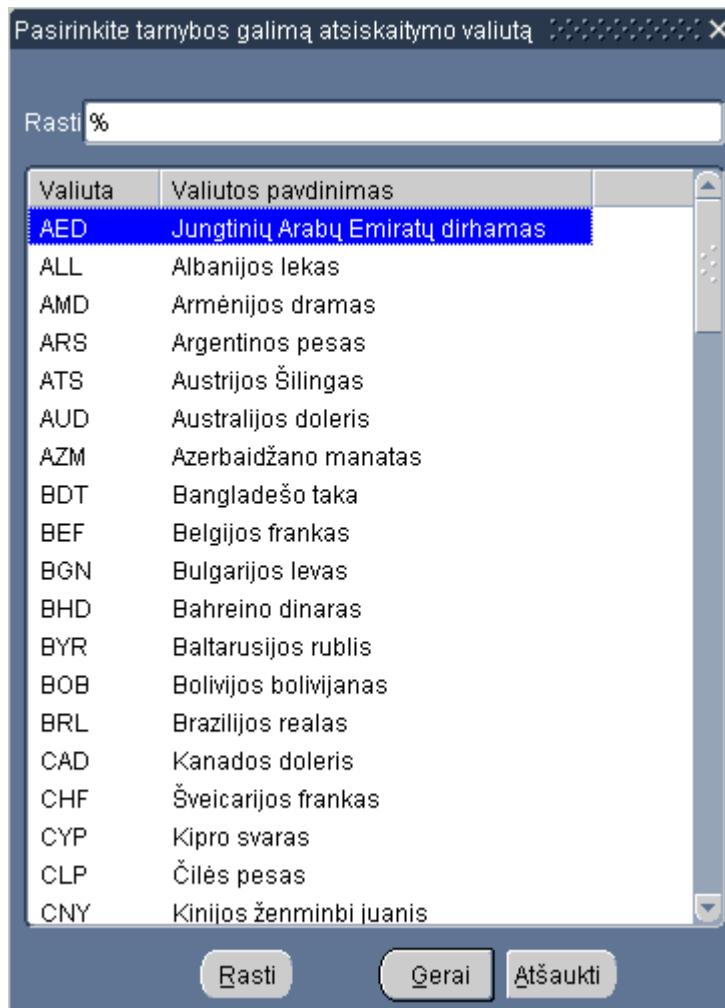 Pasirinkite tarnybos galimą atsiskaitymo valiutą
Rasti %
Valiuta Valiutos pavdinimas
AED Jungtinių Arabų Emiratų dirhamas
ALL Albanijos lekas
AMD Armėnijos dramas
ARS Argentinos pesas
ATS Austrijos Šilingas
AUD Australijos doleris
AZM Azerbaidžano manatas
BDT Bangladešo taka
BEF Belgijos frankas
BGN Bulgarijos levas
BHD Bahreino dinaras
BYR Baltarusijos rublis
BOB Bolivijos bolivijanas
BRL Brazilijos realas
CAD Kanados doleris
CHF Šveicarijos frankas
CYP Kipro svaras
CLP Čilės pesas
CNY Kinijos ženminbi juanis
Rasti Gerai Atšaukti